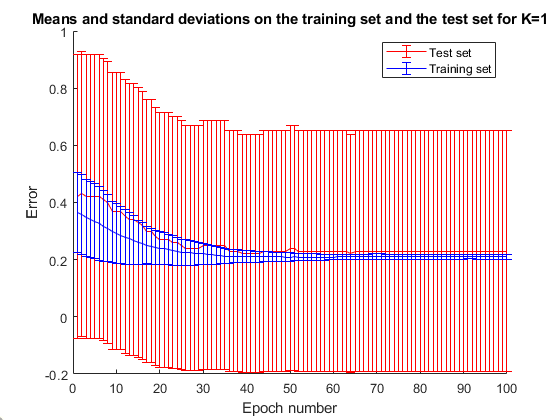 Means and standard deviations on the training set and the test set for K=1
1
0.8
0.6
0.4
0.2
0
-0.2
Error
Test set
Training set
0 10 20 30 40 50 60 70 80 90 100
Epoch number